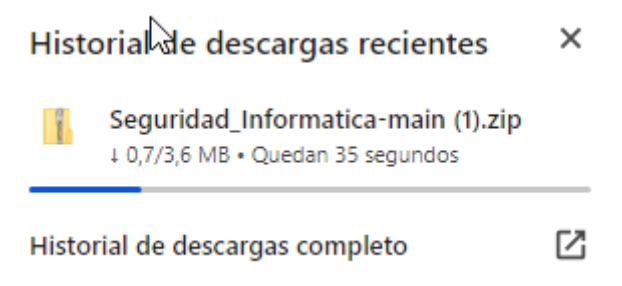 Historial de descargas recientes
Seguridad_Informatica-main (1).zip
↓ 0,7/3,6 MB • Quedan 35 segundos
Historial de descargas completo